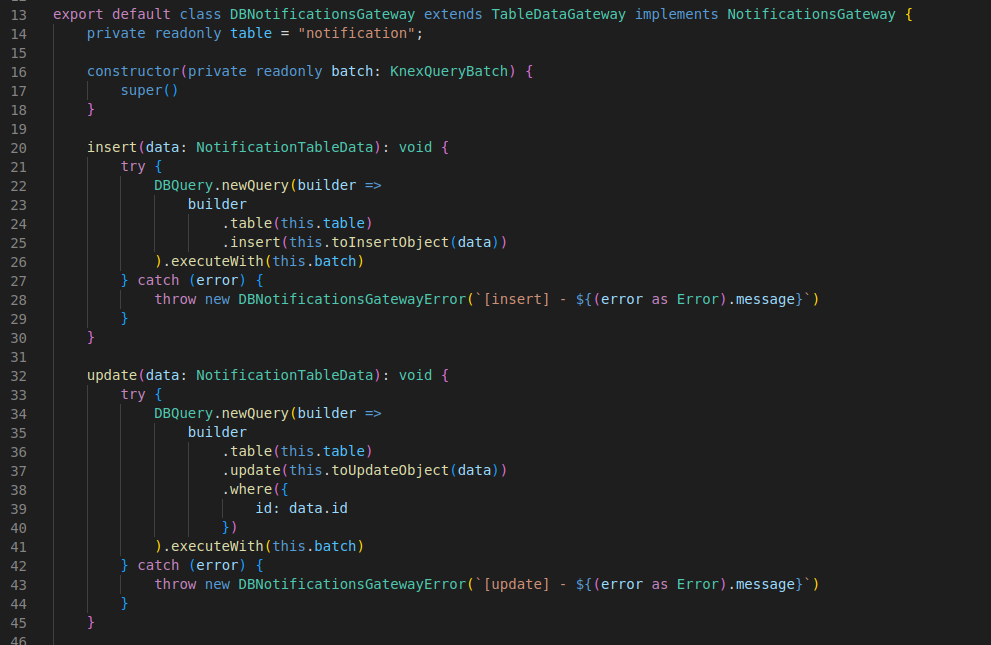 13 export default class DBNotificationsGateway extends TableDataGateway implements NotificationsGateway {
14     private readonly table = "notification";
15
16     constructor(private readonly batch: KnexQueryBatch) {
17         super()
18     }
19
20     insert(data: NotificationTableData): void {
21         try {
22             DBQuery.newQuery(builder =>
23                 builder
24                     .table(this.table)
25                     .insert(this.toInsertObject(data))
26             ).executeWith(this.batch)
27         } catch (error) {
28             throw new DBNotificationsGatewayError(`[insert] - ${(error as Error).message}`)
29         }
30     }
31
32     update(data: NotificationTableData): void {
33         try {
34             DBQuery.newQuery(builder =>
35                 builder
36                     .table(this.table)
37                     .update(this.toUpdateObject(data))
38                     .where({
39                         id: data.id
40                     })
41             ).executeWith(this.batch)
42         } catch (error) {
43             throw new DBNotificationsGatewayError(`[update] - ${(error as Error).message}`)
44         }
45     }
46